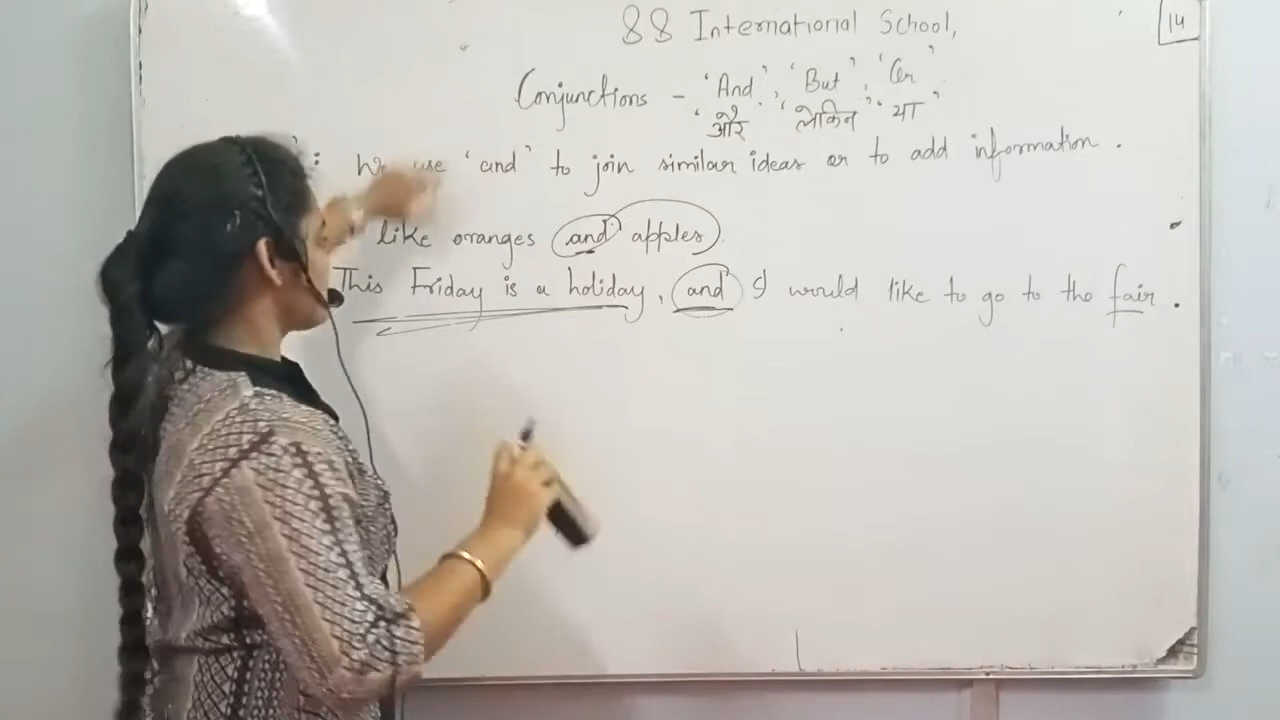 88 International School,
14
Conjunctions - 'And', 'But', 'Or'
'और', 'लेकिन' 'या'
: We use 'and' to join similar ideas or to add information.
like oranges and apples.
This Friday is a holiday, and I would like to go to the fair.